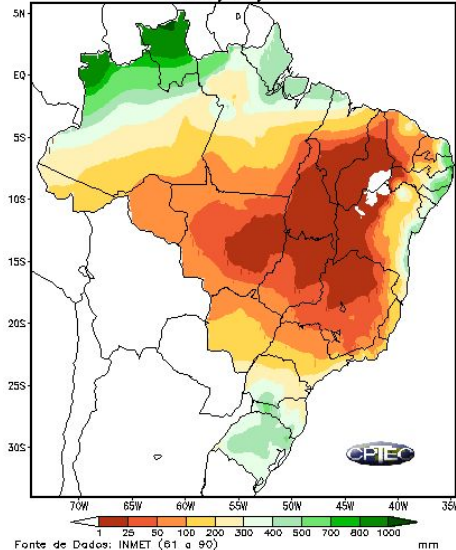 5N
EQ
5S
10S
15S
20S
25S
30S
CPTEC
70W 65W 60W 55W 50W 45W 40W 35W
1 25 50 100 200 300 400 500 700 800 1000
Fonte de Dados: INMET (61 a 90) mm